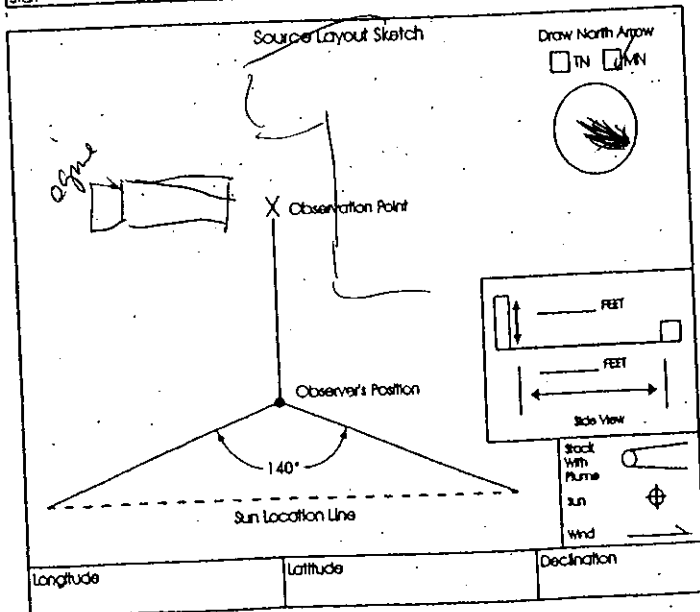 Source Layout Sketch
Draw North Arrow
TN MN
X Observation Point
FEET
FEET
Observer's Position
Side View
140°
Stack
With
Plume
Sun
Sun Location Line
Wind
Longitude
Latitude
Declination